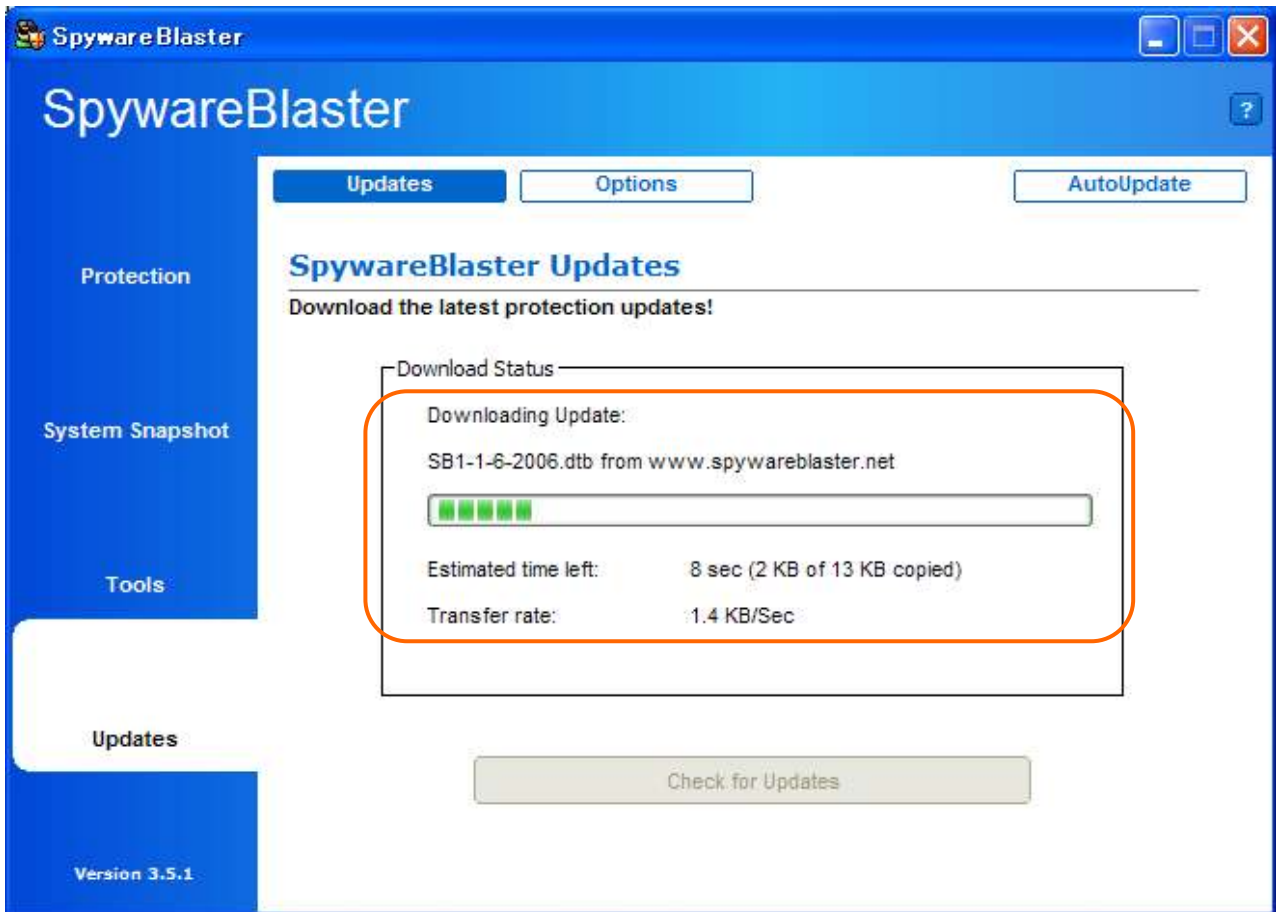 SpywareBlaster
SpywareBlaster
?
Updates Options AutoUpdate
Protection
SpywareBlaster Updates
Download the latest protection updates!
Download Status
Downloading Update:
System Snapshot
SB1-1-6-2006.dtb from www.spywareblaster.net
Estimated time left: 8 sec (2 KB of 13 KB copied)
Tools
Transfer rate: 1.4 KB/Sec
Updates
Check for Updates
Version 3.5.1